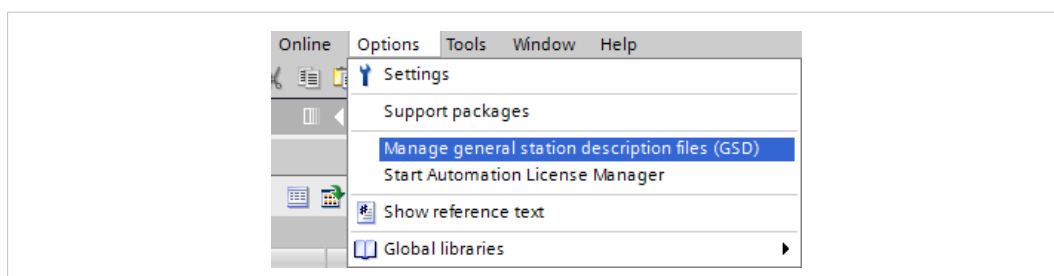 Online Options Tools Window Help
Settings
Support packages
Manage general station description files (GSD)
Start Automation License Manager
Show reference text
Global libraries